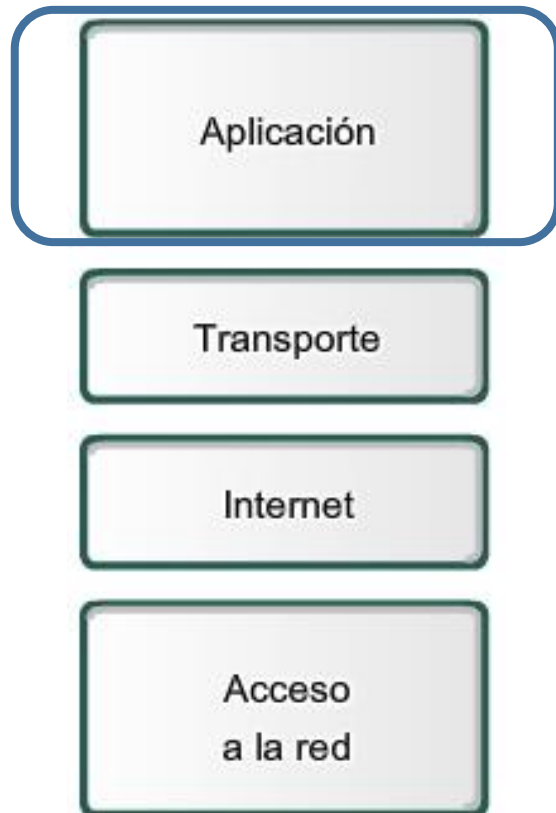 Aplicación
Transporte
Internet
Acceso
a la red